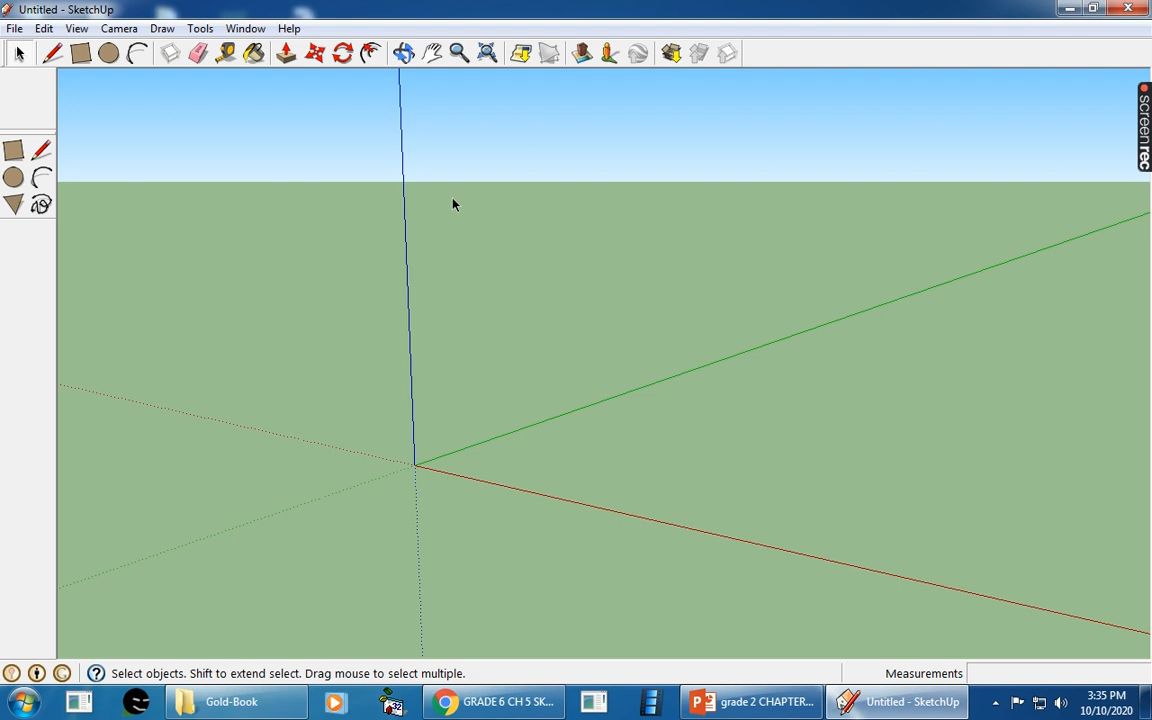 Untitled - SketchUp
File Edit View Camera Draw Tools Window Help
screenrec
Select objects. Shift to extend select. Drag mouse to select multiple.
Measurements
Gold-Book
32
GRADE 6 CH 5 SK...
grade 2 CHAPTER...
Untitled - SketchUp
3:35 PM
10/10/2020